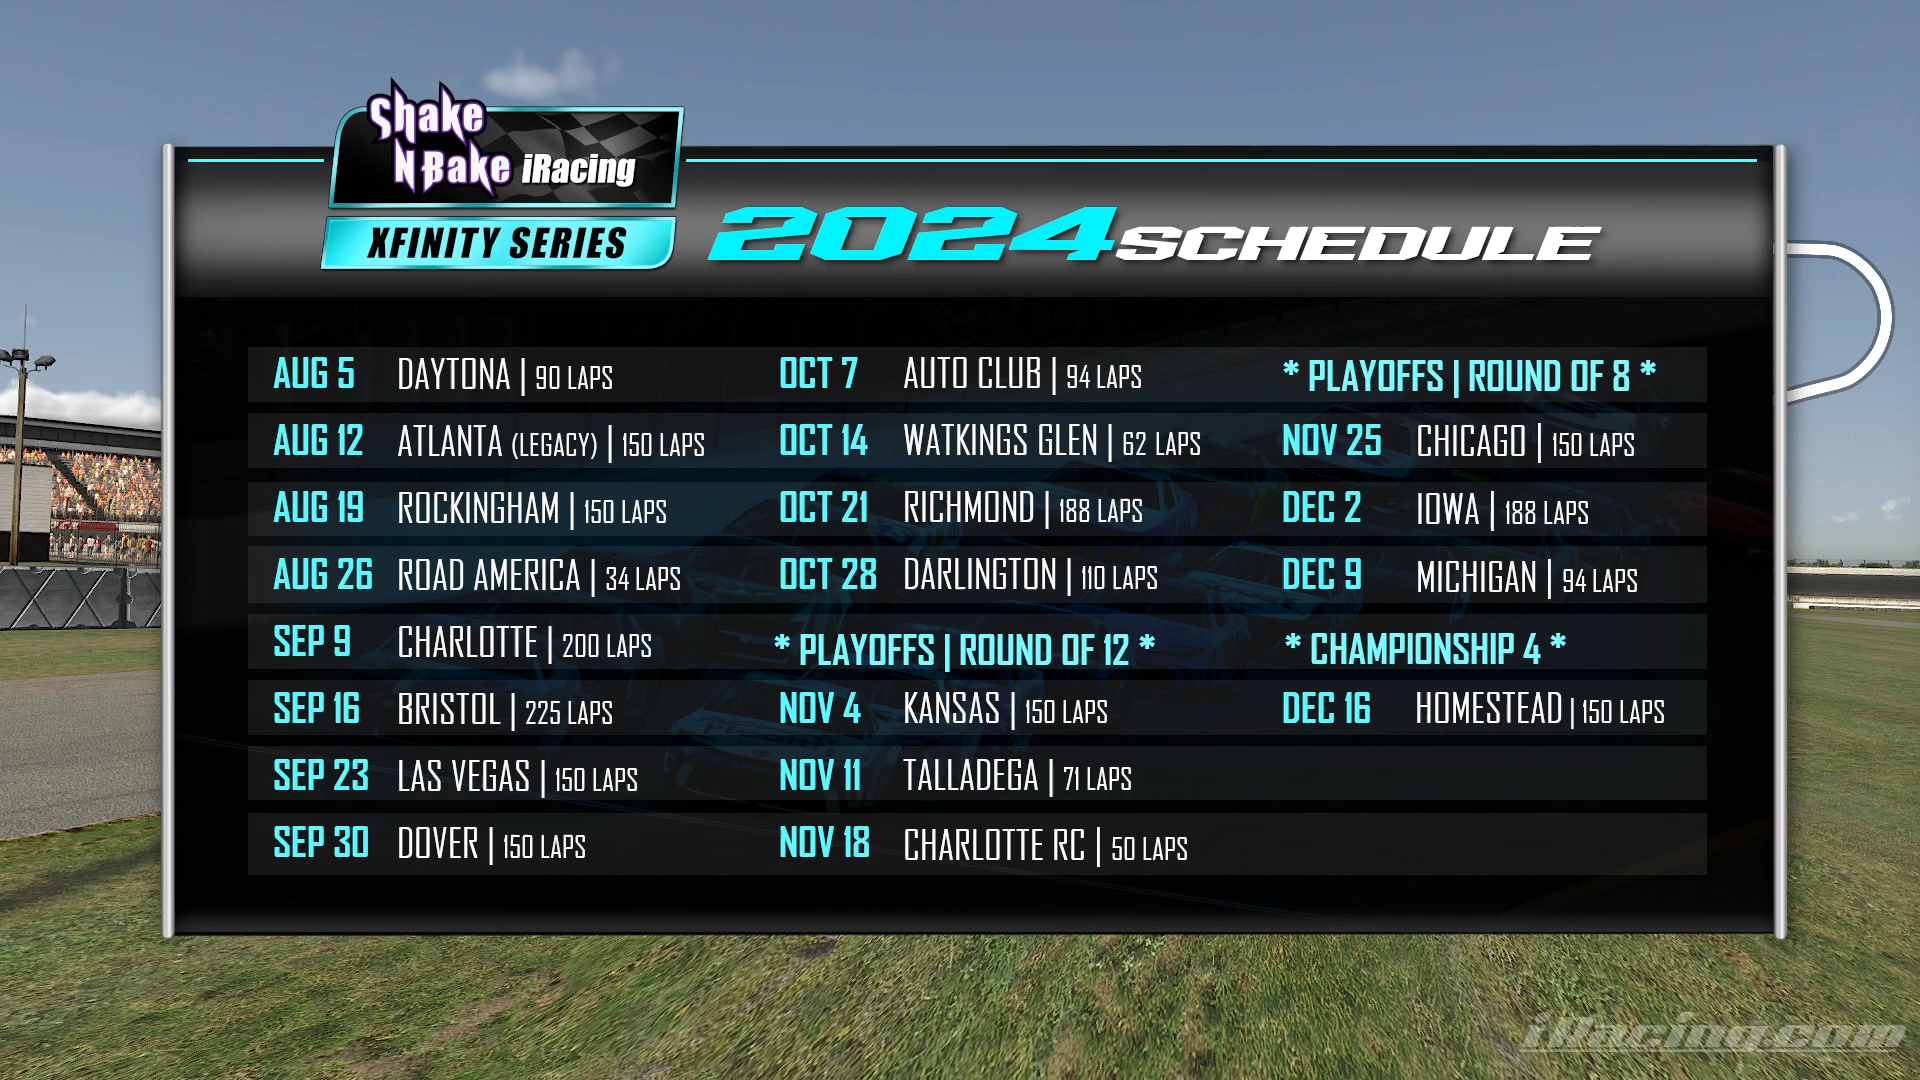 Shake
N Bake iRacing
XFINITY SERIES
2024 SCHEDULE
AUG 5 DAYTONA | 90 LAPS
AUG 12 ATLANTA (LEGACY) | 150 LAPS
AUG 19 ROCKINGHAM | 150 LAPS
AUG 26 ROAD AMERICA | 34 LAPS
SEP 9 CHARLOTTE | 200 LAPS
SEP 16 BRISTOL | 225 LAPS
SEP 23 LAS VEGAS | 150 LAPS
SEP 30 DOVER | 150 LAPS
OCT 7 AUTO CLUB | 94 LAPS
OCT 14 WATKINGS GLEN | 62 LAPS
OCT 21 RICHMOND | 188 LAPS
OCT 28 DARLINGTON | 110 LAPS
* PLAYOFFS | ROUND OF 12 *
NOV 4 KANSAS | 150 LAPS
NOV 11 TALLADEGA | 71 LAPS
NOV 18 CHARLOTTE RC | 50 LAPS
* PLAYOFFS | ROUND OF 8 *
NOV 25 CHICAGO | 150 LAPS
DEC 2 IOWA | 188 LAPS
DEC 9 MICHIGAN | 94 LAPS
* CHAMPIONSHIP 4 *
DEC 16 HOMESTEAD | 150 LAPS
iRacing.com